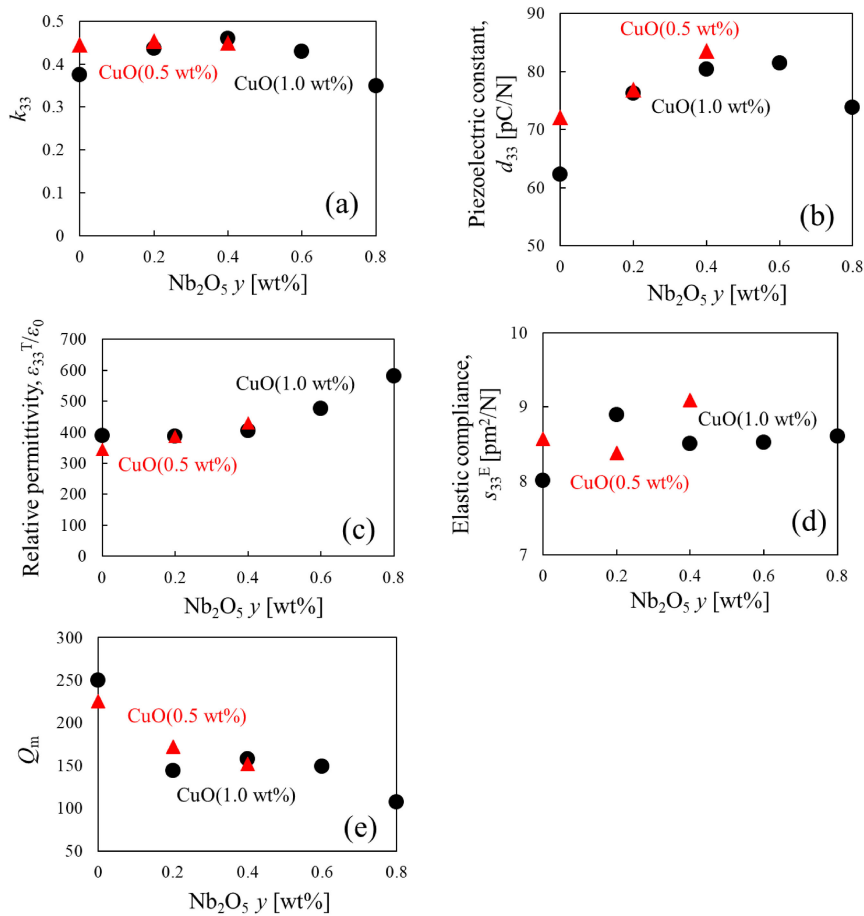 0.5
0.4
0.3
0.2
0.1
0
k33
CuO(0.5 wt%)
CuO(1.0 wt%)
(a)
0 0.2 0.4 0.6 0.8
Nb2O5 y [wt%]
90
80
70
60
50
Piezoelectric constant,
d33 [pC/N]
CuO(0.5 wt%)
CuO(1.0 wt%)
(b)
0 0.2 0.4 0.6 0.8
Nb2O5 y [wt%]
700
600
500
400
300
200
100
0
Relative permittivity, ε33T/ε0
CuO(1.0 wt%)
CuO(0.5 wt%)
(c)
0 0.2 0.4 0.6 0.8
Nb2O5 y [wt%]
10
9
8
7
Elastic compliance,
s33E [pm2/N]
CuO(1.0 wt%)
CuO(0.5 wt%)
(d)
0 0.2 0.4 0.6 0.8
Nb2O5 y [wt%]
300
250
200
150
100
50
Qm
CuO(0.5 wt%)
CuO(1.0 wt%)
(e)
0 0.2 0.4 0.6 0.8
Nb2O5 y [wt%]